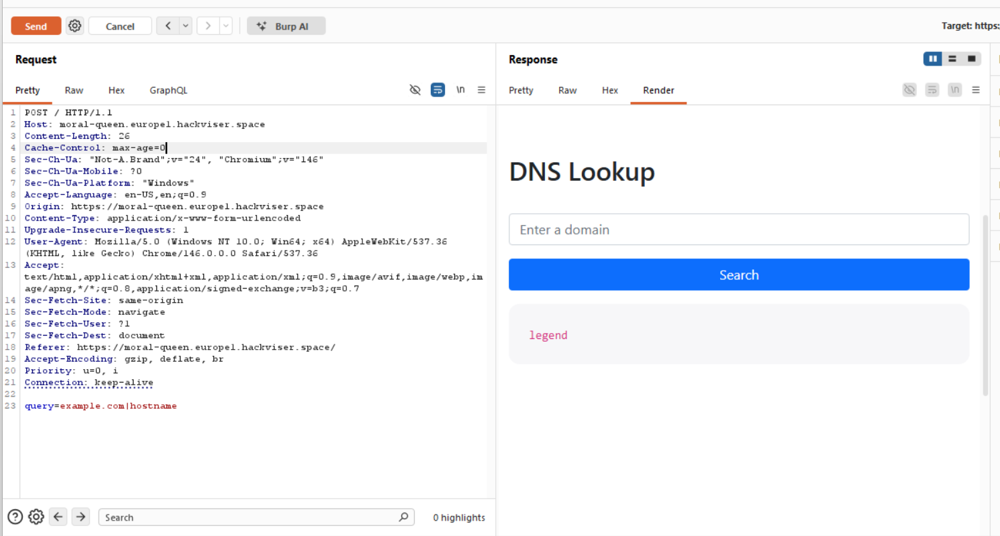 Send
Cancel
Burp AI
Target: https:
Request
Response
Pretty
Raw
Hex
GraphQL
\n
Pretty
Raw
Hex
Render
\n
1 POST / HTTP/1.1
2 Host: moral-queen.europe1.hackviser.space
3 Content-Length: 26
4 Cache-Control: max-age=0
5 Sec-Ch-Ua: "Not-A.Brand";v="24", "Chromium";v="146"
6 Sec-Ch-Ua-Mobile: ?0
7 Sec-Ch-Ua-Platform: "Windows"
8 Accept-Language: en-US,en;q=0.9
9 Origin: https://moral-queen.europe1.hackviser.space
10 Content-Type: application/x-www-form-urlencoded
11 Upgrade-Insecure-Requests: 1
12 User-Agent: Mozilla/5.0 (Windows NT 10.0; Win64; x64) AppleWebKit/537.36
(KHTML, like Gecko) Chrome/146.0.0.0 Safari/537.36
13 Accept:
text/html,application/xhtml+xml,application/xml;q=0.9,image/avif,image/webp,im
age/apng,*/*;q=0.8,application/signed-exchange;v=b3;q=0.7
14 Sec-Fetch-Site: same-origin
15 Sec-Fetch-Mode: navigate
16 Sec-Fetch-User: ?1
17 Sec-Fetch-Dest: document
18 Referer: https://moral-queen.europe1.hackviser.space/
19 Accept-Encoding: gzip, deflate, br
20 Priority: u=0, i
21 Connection: keep-alive
22
23 query=example.com|hostname
DNS Lookup
Enter a domain
Search
legend
Search
0 highlights